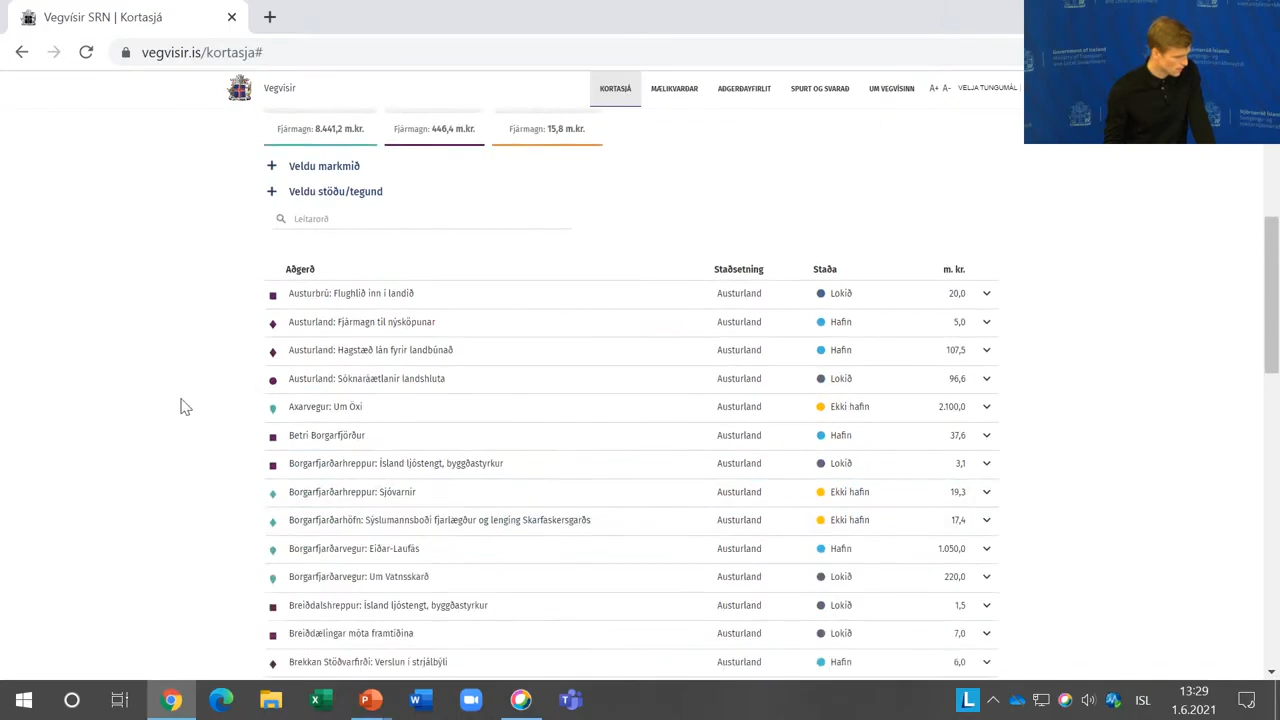 Vegvísir SRN | Kortasjá
vegvisir.is/kortasja#
Vegvísir
KORTASJÁ MÆLIKVARÐAR AÐGERÐAYFIRLIT SPURT OG SVARAÐ UM VEGVÍSINN A+ A- VELJA TUNGUMÁL |
Fjármagn: 8.441,2 m.kr. Fjármagn: 446,4 m.kr. Fjármagn: 15,8 m.kr.
Veldu markmið
Veldu stöðu/tegund
Leitarorð
Aðgerð Staðsetning Staða m. kr.
Austurbrú: Flughlið inn í landið Austurland Lokið 20,0
Austurland: Fjármagn til nýsköpunar Austurland Hafin 5,0
Austurland: Hagstæð lán fyrir landbúnað Austurland Hafin 107,5
Austurland: Sóknaráætlanir landshluta Austurland Lokið 96,6
Axarvegur: Um Öxi Austurland Ekki hafin 2.100,0
Betri Borgarfjörður Austurland Hafin 37,6
Borgarfjarðarhreppur: Ísland ljóstengt, byggðastyrkur Austurland Lokið 3,1
Borgarfjarðarhreppur: Sjóvarnir Austurland Ekki hafin 19,3
Borgarfjarðarhöfn: Sýslumannsboði fjarlægður og lenging Skarfaskersgarðs Austurland Ekki hafin 17,4
Borgarfjarðarvegur: Eiðar-Laufás Austurland Hafin 1.050,0
Borgarfjarðarvegur: Um Vatnsskarð Austurland Lokið 220,0
Breiðdalshreppur: Ísland ljóstengt, byggðastyrkur Austurland Lokið 1,5
Breiðdælingar móta framtíðina Austurland Lokið 7,0
Brekkan Stöðvarfirði: Verslun í strjálbýli Austurland Hafin 6,0
Government of Iceland
ISL
13:29
1.6.2021